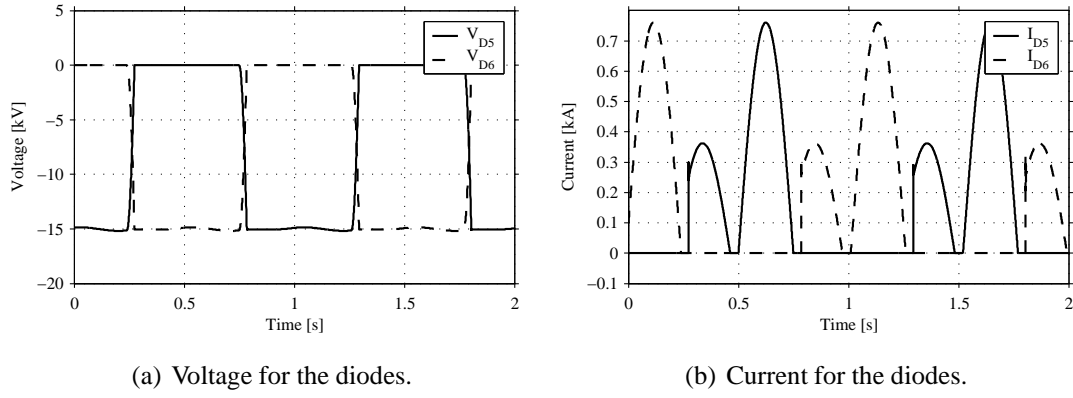 5
0
−5
−10
−15
−20
0 0.5 1 1.5 2
Time [s]
Voltage [kV]
V_D5
V_D6
(a) Voltage for the diodes.
0.7
0.6
0.5
0.4
0.3
0.2
0.1
0
−0.1
0 0.5 1 1.5 2
Time [s]
Current [kA]
I_D5
I_D6
(b) Current for the diodes.